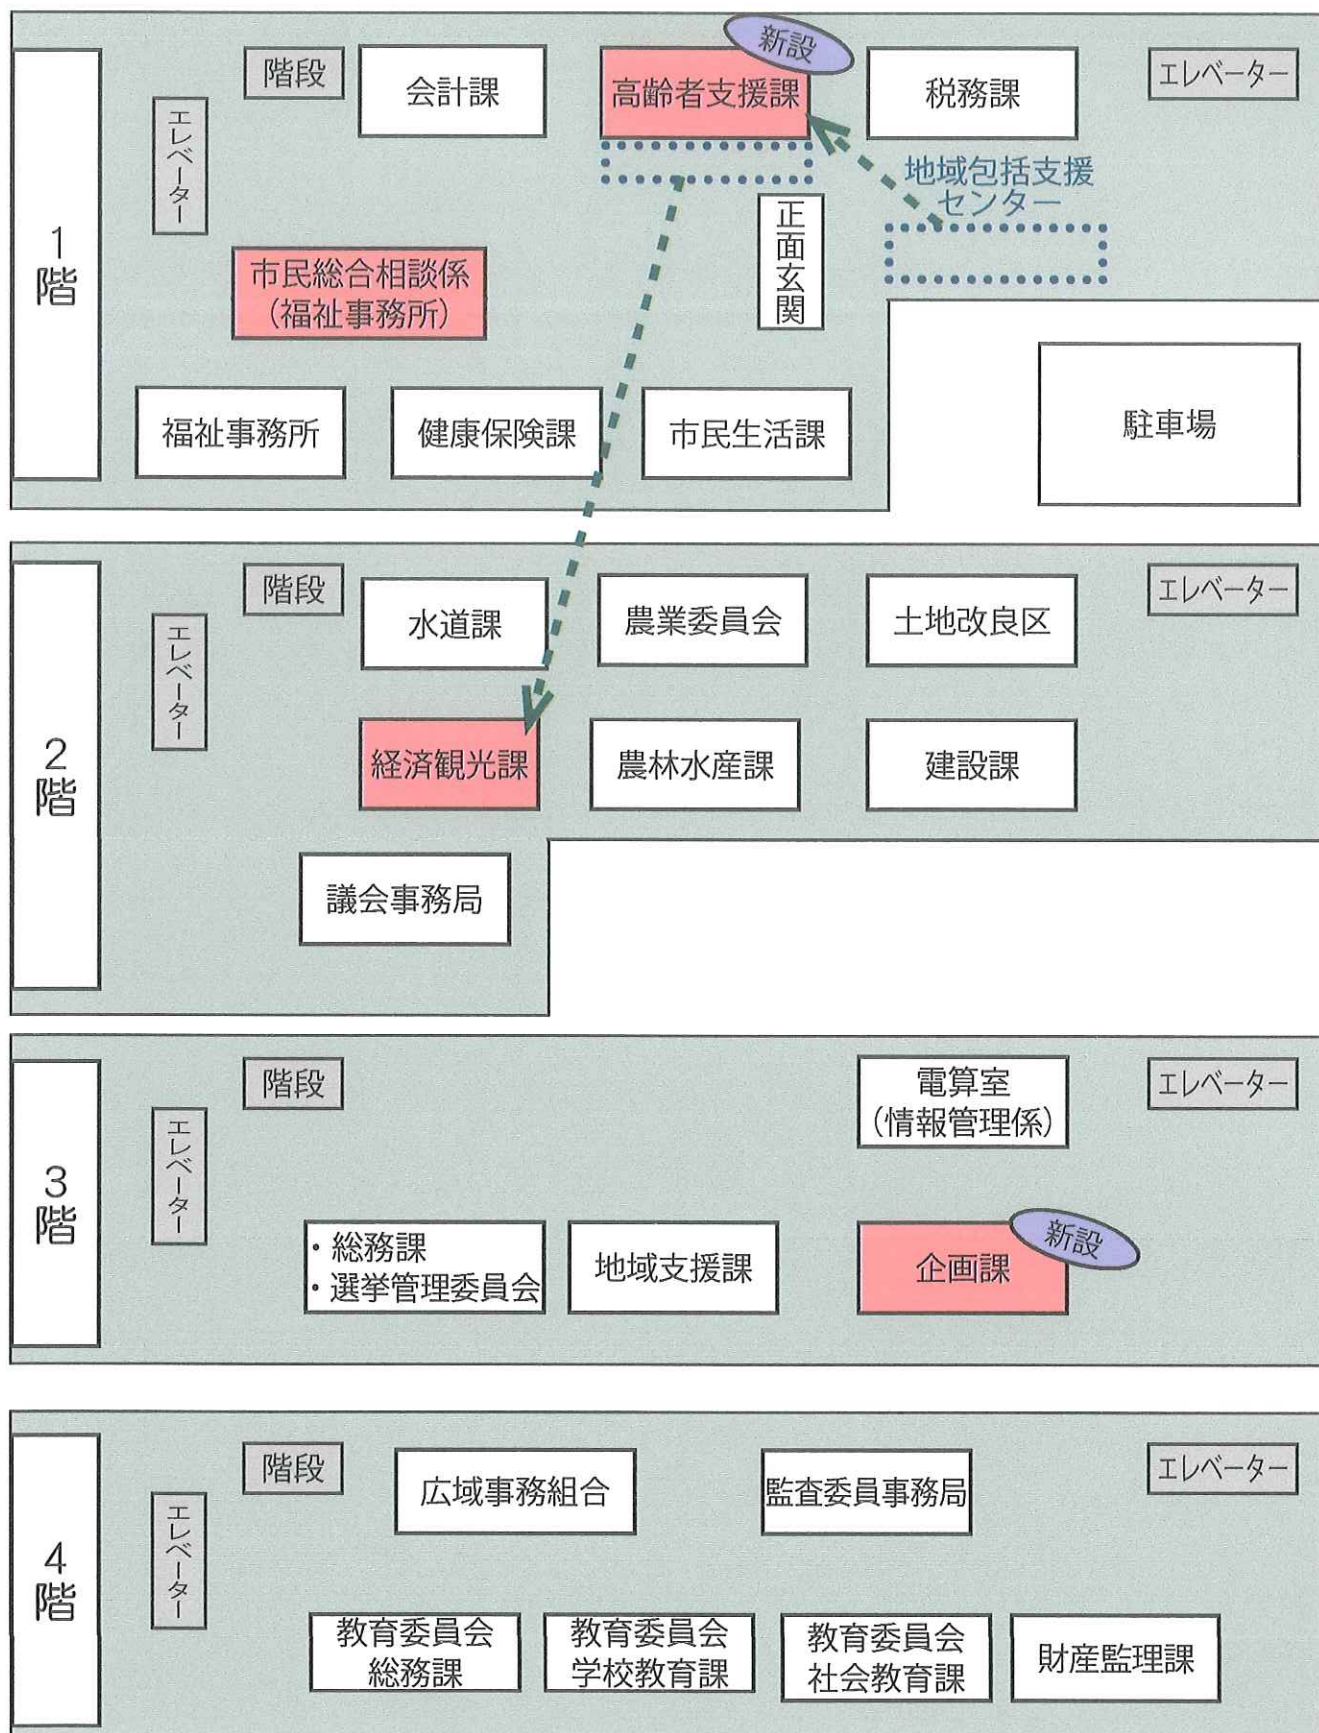 1階
階段
会計課
新設
高齢者支援課
税務課
エレベーター
エレベーター
地域包括支援
センター
正面玄関
市民総合相談係
（福祉事務所）
福祉事務所
健康保険課
市民生活課
駐車場
2階
階段
水道課
農業委員会
土地改良区
エレベーター
エレベーター
経済観光課
農林水産課
建設課
議会事務局
3階
階段
電算室
（情報管理係）
エレベーター
エレベーター
・総務課
・選挙管理委員会
地域支援課
企画課
新設
4階
階段
広域事務組合
監査委員事務局
エレベーター
エレベーター
教育委員会
総務課
教育委員会
学校教育課
教育委員会
社会教育課
財産監理課